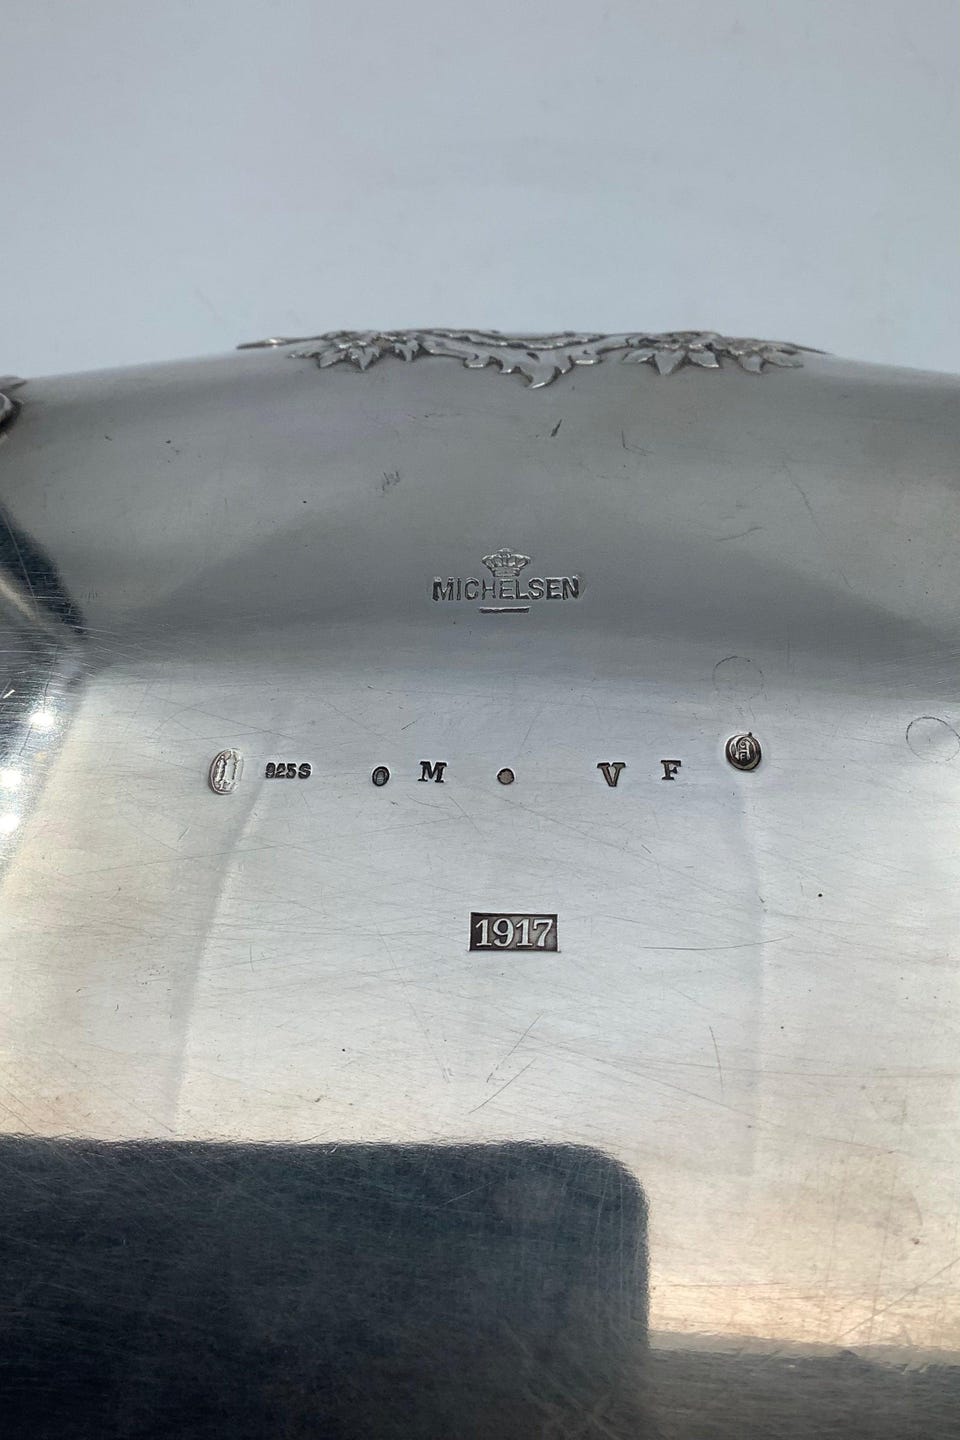 MICHELSEN
925S O M V F
1917